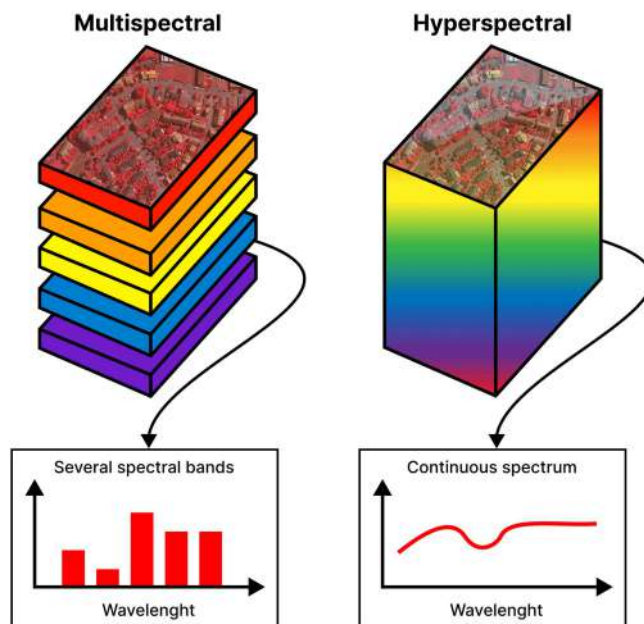 Multispectral
Hyperspectral
Several spectral bands
Wavelenght
Continuous spectrum
Wavelenght